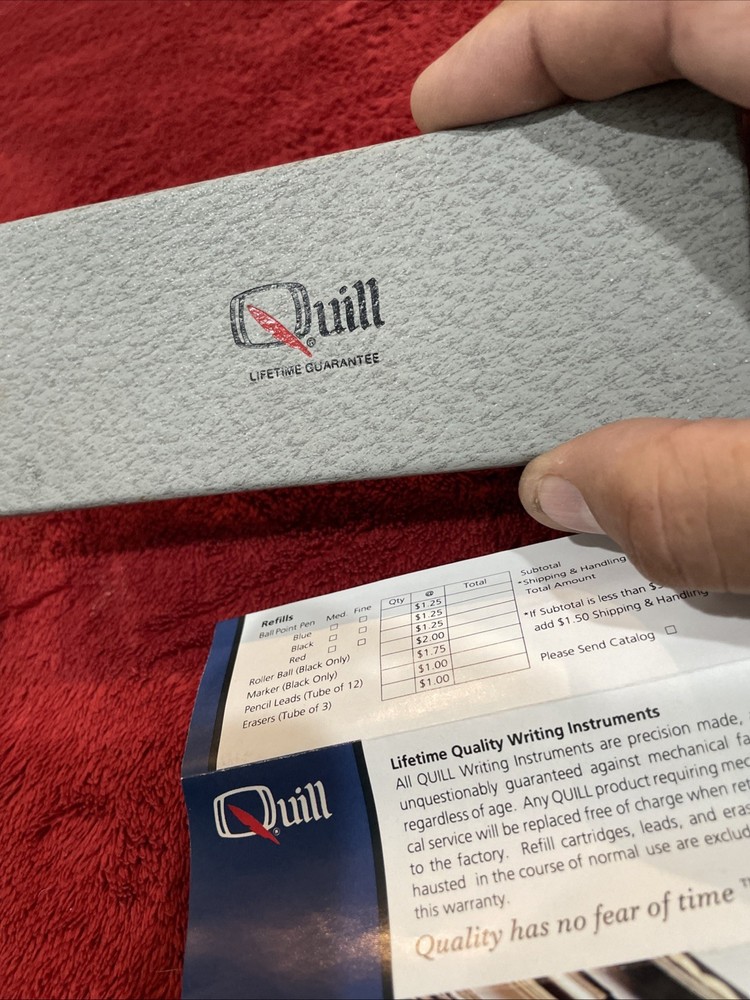 Quill®
LIFETIME GUARANTEE
Refills Med. Fine Qty @ Total
Ball Point Pen
Blue $1.25
Black $1.25
Red $1.25
Roller Ball (Black Only) $2.00
Marker (Black Only) $1.75
Pencil Leads (Tube of 12) $1.00
Erasers (Tube of 3) $1.00
Subtotal
*Shipping & Handling
Total Amount
*If Subtotal is less than
add $1.50 Shipping & Handling
Please Send Catalog
Quill®
Lifetime Quality Writing Instruments
All QUILL Writing Instruments are precision made,
unquestionably guaranteed against mechanical fa
regardless of age. Any QUILL product requiring mec
cal service will be replaced free of charge when ret
to the factory. Refill cartridges, leads, and eras
hausted in the course of normal use are exclud
this warranty.
Quality has no fear of time ™